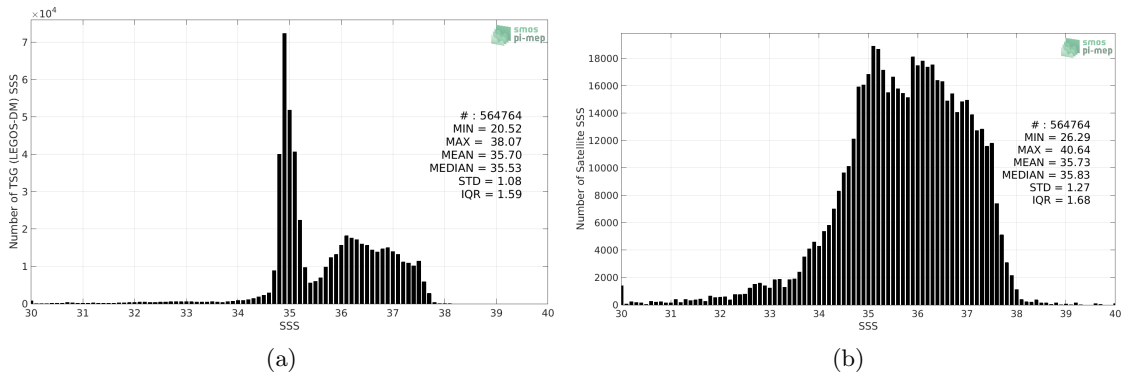 ×10⁴
smos
pi-mep
Number of TSG (LEGOS-DM) SSS
7
6
5
4
3
2
1
0
# : 564764
MIN = 20.52
MAX = 38.07
MEAN = 35.70
MEDIAN = 35.53
STD = 1.08
IQR = 1.59
30 31 32 33 34 35 36 37 38 39 40
SSS
(a)
smos
pi-mep
Number of Satellite SSS
18000
16000
14000
12000
10000
8000
6000
4000
2000
0
# : 564764
MIN = 26.29
MAX = 40.64
MEAN = 35.73
MEDIAN = 35.83
STD = 1.27
IQR = 1.68
30 31 32 33 34 35 36 37 38 39 40
SSS
(b)